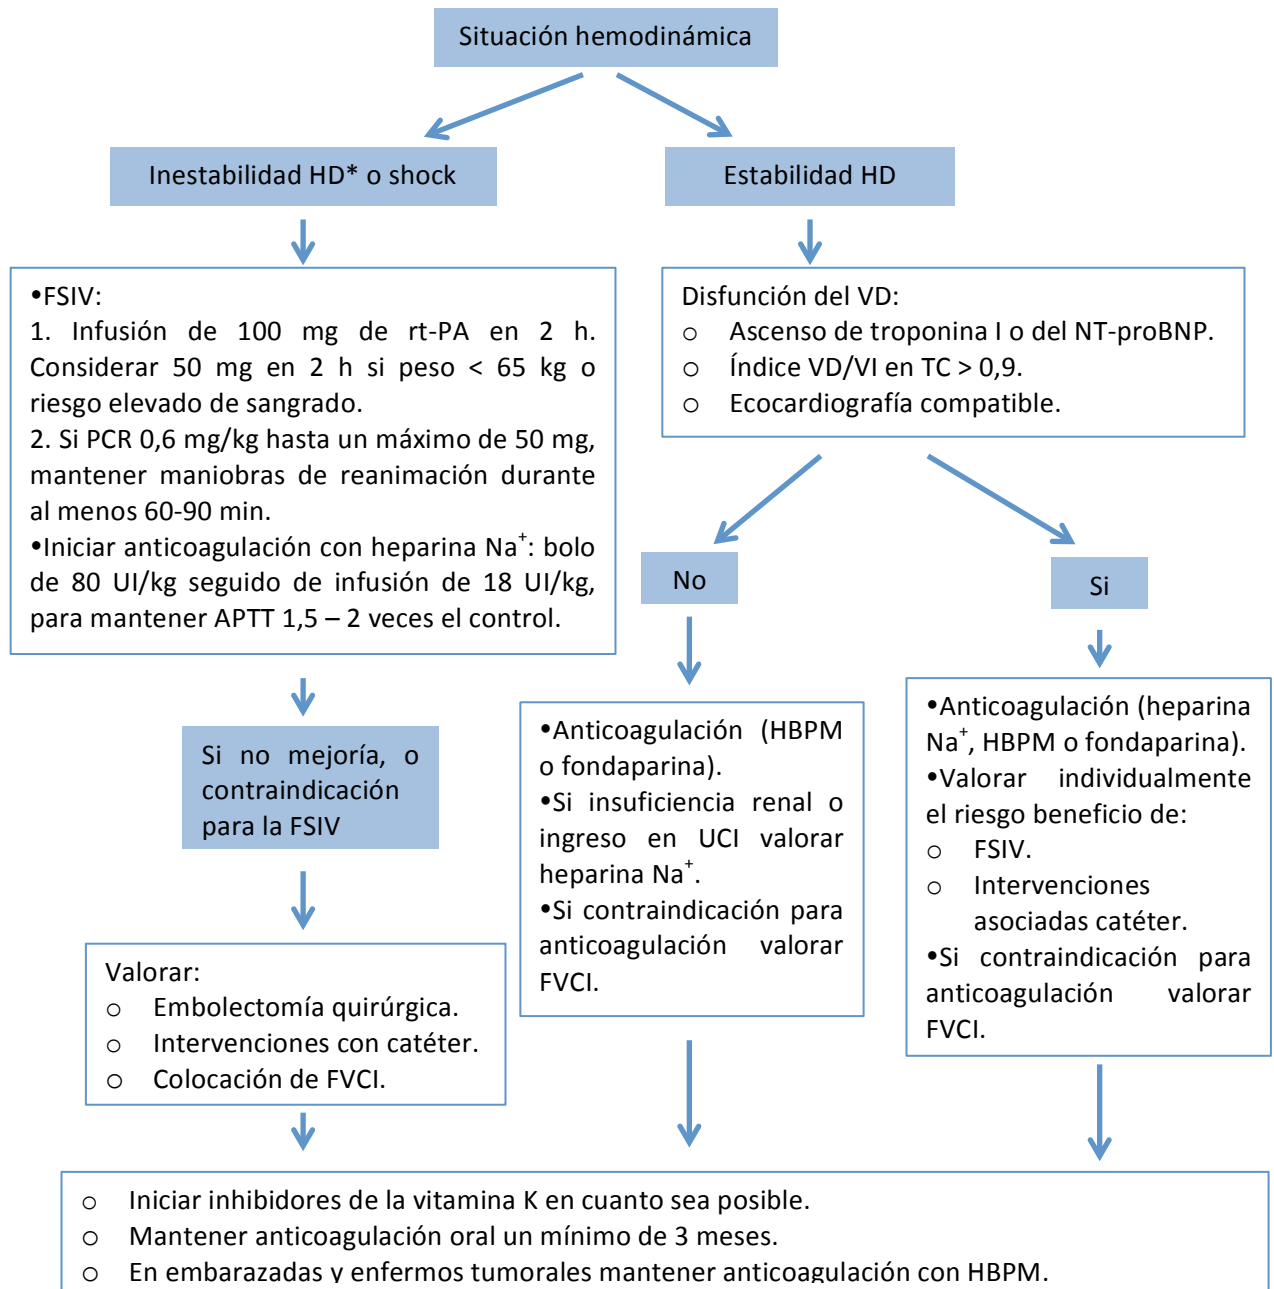 Situación hemodinámica
Inestabilidad HD* o shock
Estabilidad HD
•FSIV:
1. Infusión de 100 mg de rt-PA en 2 h.
Considerar 50 mg en 2 h si peso < 65 kg o
riesgo elevado de sangrado.
2. Si PCR 0,6 mg/kg hasta un máximo de 50 mg,
mantener maniobras de reanimación durante
al menos 60-90 min.
•Iniciar anticoagulación con heparina Na⁺: bolo
de 80 UI/kg seguido de infusión de 18 UI/kg,
para mantener APTT 1,5 – 2 veces el control.
Disfunción del VD:
o Ascenso de troponina I o del NT-proBNP.
o Índice VD/VI en TC > 0,9.
o Ecocardiografía compatible.
No
Si
Si no mejoría, o
contraindicación
para la FSIV
•Anticoagulación (HBPM
o fondaparina).
•Si insuficiencia renal o
ingreso en UCI valorar
heparina Na⁺.
•Si contraindicación para
anticoagulación valorar
FVCI.
•Anticoagulación (heparina
Na⁺, HBPM o fondaparina).
•Valorar individualmente
el riesgo beneficio de:
o FSIV.
o Intervenciones
asociadas catéter.
•Si contraindicación para
anticoagulación valorar
FVCI.
Valorar:
o Embolectomía quirúrgica.
o Intervenciones con catéter.
o Colocación de FVCI.
o Iniciar inhibidores de la vitamina K en cuanto sea posible.
o Mantener anticoagulación oral un mínimo de 3 meses.
o En embarazadas y enfermos tumorales mantener anticoagulación con HBPM.